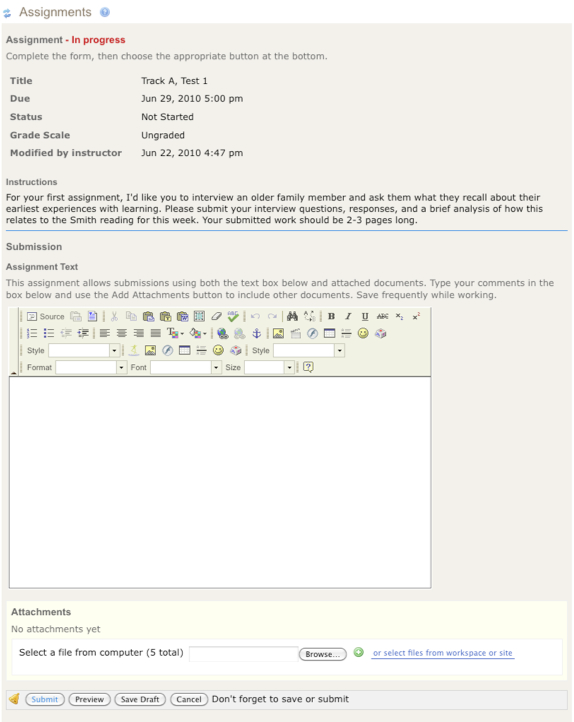 Assignments
Assignment - In progress
Complete the form, then choose the appropriate button at the bottom.
Title Track A, Test 1
Due Jun 29, 2010 5:00 pm
Status Not Started
Grade Scale Ungraded
Modified by instructor Jun 22, 2010 4:47 pm
Instructions
For your first assignment, I'd like you to interview an older family member and ask them what they recall about their
earliest experiences with learning. Please submit your interview questions, responses, and a brief analysis of how this
relates to the Smith reading for this week. Your submitted work should be 2-3 pages long.
Submission
Assignment Text
This assignment allows submissions using both the text box below and attached documents. Type your comments in the
box below and use the Add Attachments button to include other documents. Save frequently while working.
Source B I U ABC x₂ x²
Style Style
Format Font Size
Attachments
No attachments yet
Select a file from computer (5 total) Browse... or select files from workspace or site
Submit Preview Save Draft Cancel Don't forget to save or submit